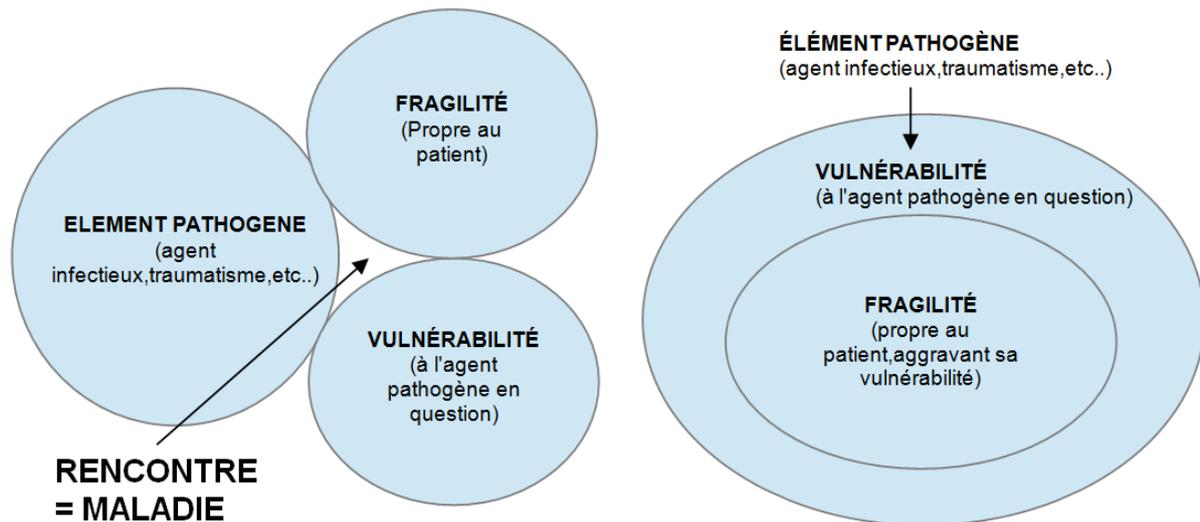 FRAGILITÉ
(Propre au
patient)
ELEMENT PATHOGENE
(agent
infectieux,traumatisme,etc..)
VULNÉRABILITÉ
(à l'agent
pathogène en
question)
RENCONTRE
= MALADIE
ÉLÉMENT PATHOGÈNE
(agent infectieux,traumatisme,etc..)
VULNÉRABILITÉ
(à l'agent pathogène en question)
FRAGILITÉ
(propre au
patient,aggravant sa
vulnérabilité)